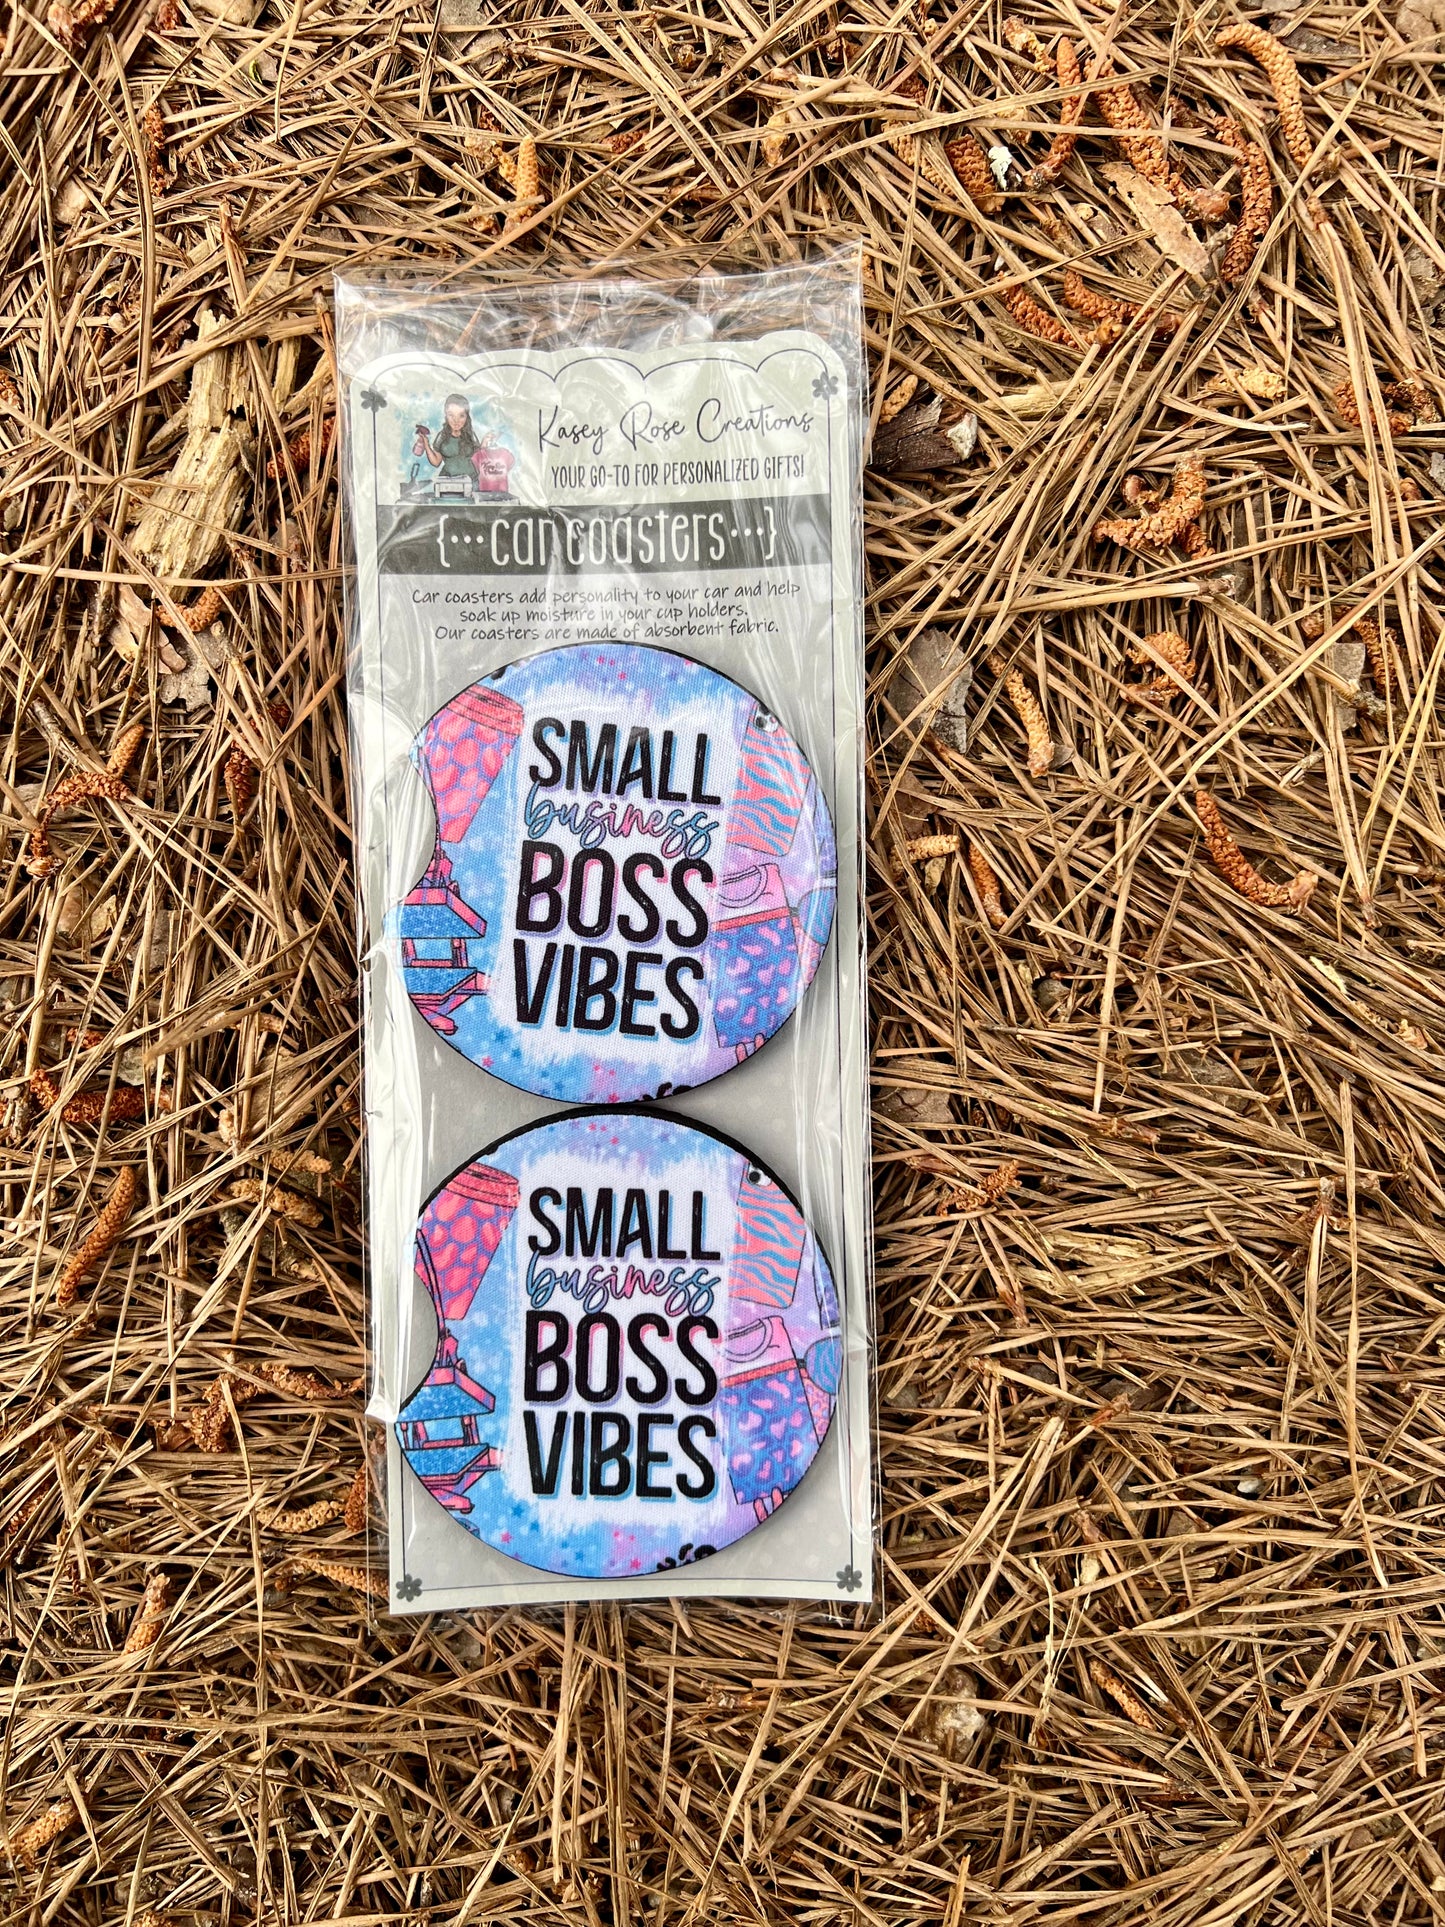 Kasey Rose Creations
YOUR GO-TO FOR PERSONALIZED GIFTS!
{···car coasters···}
Car coasters add personality to your car and help
soak up moisture in your cup holders.
Our coasters are made of absorbent fabric.
SMALL
business
BOSS
VIBES
SMALL
business
BOSS
VIBES